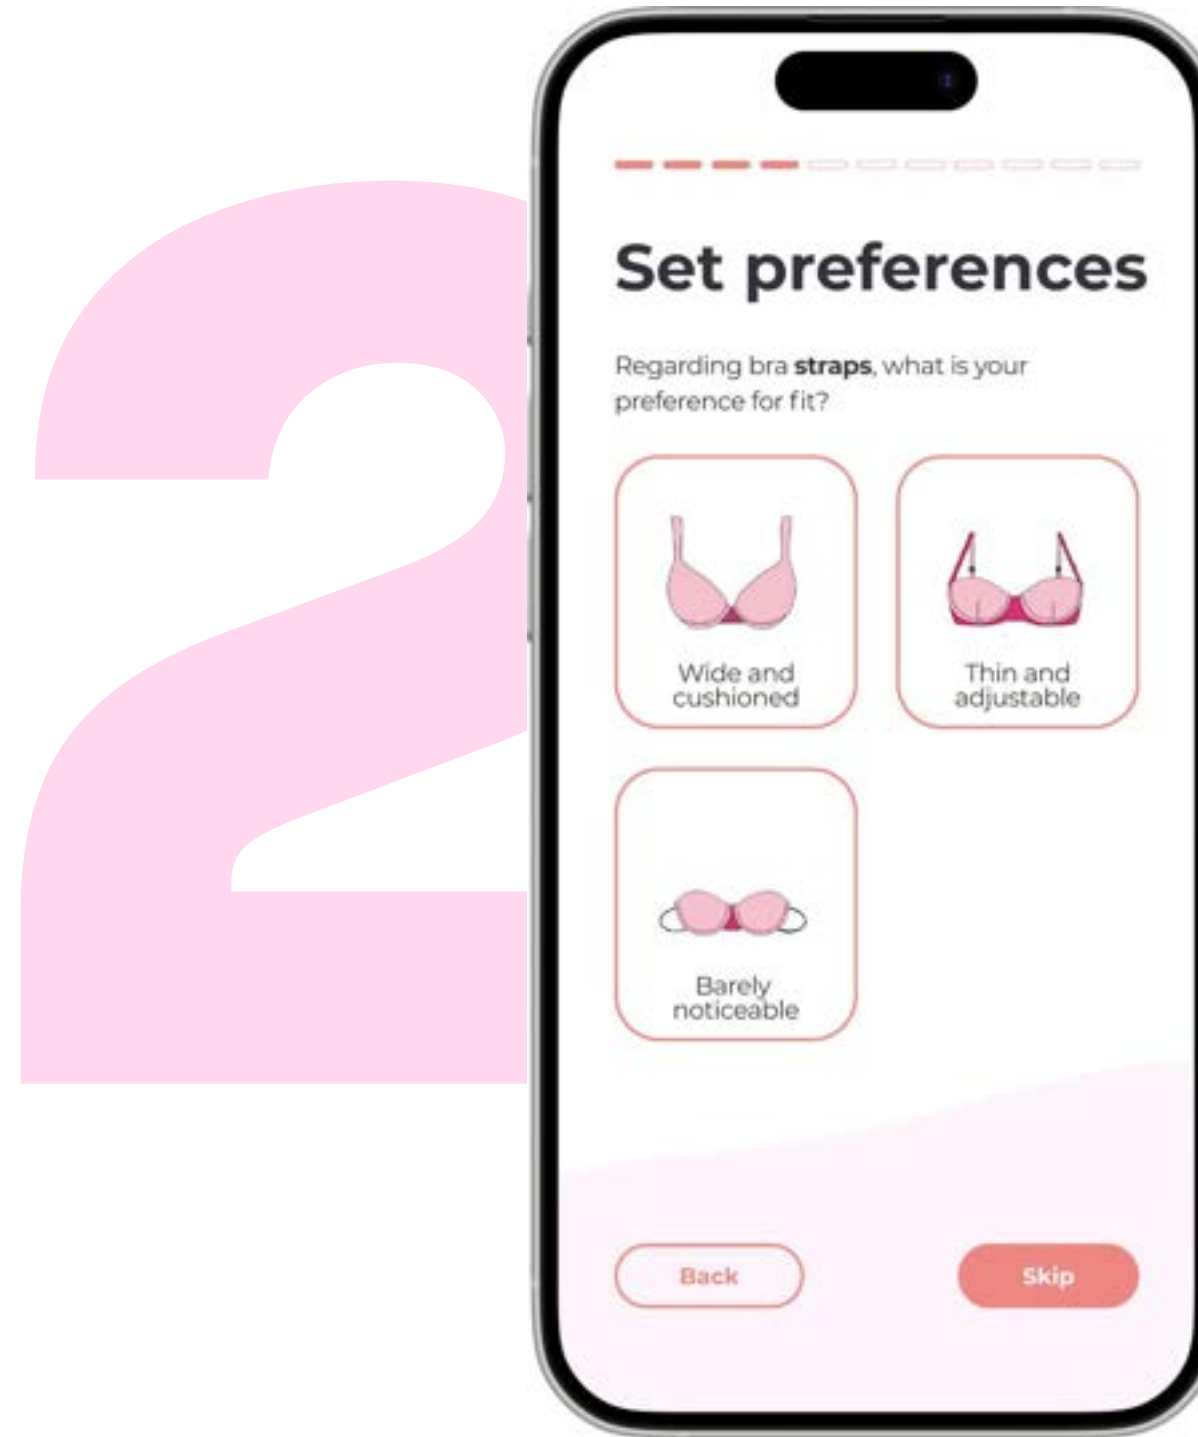 2
Set preferences
Regarding bra straps, what is your
preference for fit?
Wide and
cushioned
Thin and
adjustable
Barely
noticeable
Back
Skip